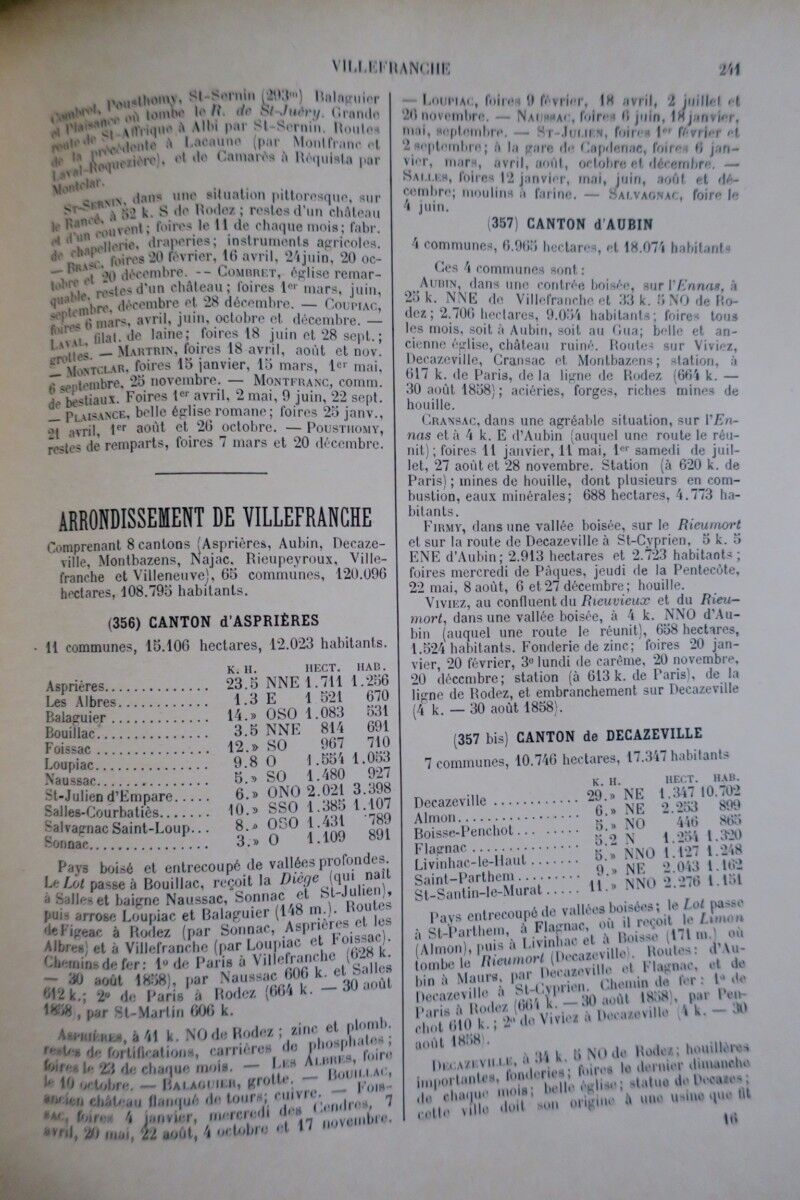 VILLEFRANCHE
241
Combret, Pousthomy, St-Sernin (293m) Balaguier
et Plaisance où tombe le R. de St-Juéry. Grande
route de St-Affrique à Albi par St-Sernin. Routes
de la précédente à Lacaune (par Montfranc et
Laval-Roquezière), et de Camarès à Réquista par
Montclar.
St-Sernin, dans une situation pittoresque, sur
le Rancé, à 52 k. S de Rodez ; restes d'un château
et d'un couvent ; foires le 11 de chaque mois ; fabr.
de chapellerie, draperies ; instruments agricoles.
— Brasc, foires 20 février, 16 avril, 24 juin, 20 oc-
tobre et 20 décembre. -- Combret, église remar-
quable, restes d'un château ; foires 1er mars, juin,
septembre, décembre et 28 décembre. — Coupiac,
foires 6 mars, avril, juin, octobre et décembre. —
Laval, filat. de laine ; foires 18 juin et 28 sept. ;
grottes. — Martrin, foires 18 avril, août et nov.
— Montclar, foires 15 janvier, 15 mars, 1er mai,
6 septembre, 25 novembre. — Montfranc, comm.
de bestiaux. Foires 1er avril, 2 mai, 9 juin, 22 sept.
— Plaisance, belle église romane ; foires 25 janv.,
21 avril, 1er août et 26 octobre. — Pousthomy,
restes de remparts, foires 7 mars et 20 décembre.
ARRONDISSEMENT DE VILLEFRANCHE
Comprenant 8 cantons (Asprières, Aubin, Decaze-
ville, Montbazens, Najac, Rieupeyroux, Ville-
franche et Villeneuve), 65 communes, 120.096
hectares, 108.795 habitants.
(356) CANTON d'ASPRIÈRES
11 communes, 15.106 hectares, 12.023 habitants.
K. H. HECT. HAB.
Asprières............. 23.5 NNE 1.711 1.256
Les Albres............ 1.3 E 1 521 670
Balaguier ............ 14.» OSO 1.083 531
Bouillac.............. 3.5 NNE 814 691
Foissac .............. 12.» SO 967 710
Loupiac............... 9.8 O 1.554 1.053
Naussac............... 5.» SO 1.480 927
St-Julien d'Empare..... 6.» ONO 2.021 3.398
Salles-Courbatiès...... 10.» SSO 1.385 1.107
Salvagnac Saint-Loup... 8.» OSO 1.431 789
Sonnac................ 3.» O 1.109 891
Pays boisé et entrecoupé de vallées profondes.
Le Lot passe à Bouillac, reçoit la Diège (qui naît
à Salles et baigne Naussac, Sonnac et St-Julien),
puis arrose Loupiac et Balaguier (148 m.). Routes
de Figeac à Rodez (par Sonnac, Asprières et les
Albres) et à Villefranche (par Loupiac et Foissac).
Chemins de fer : 1º de Paris à Villefranche (628 k.
— 30 août 1858), par Naussac 606 k. et Salles
612 k. ; 2º de Paris à Rodez (664 k. — 30 août
1858, par St-Martin 606 k.
Asprières, à 41 k. NO de Rodez ; zinc et plomb.
restes de fortifications, carrières de phosphates ;
foires le 23 de chaque mois. — Les Albres, foire
le 10 octobre. — Balaguier, grotte. — Bouillac,
ancien château flanqué de tours ; cuivre. — Fois-
sac, foires 4 janvier, mercredi des Cendres, 7
avril, 20 mai, 22 août, 4 octobre et 17 novembre.
— Loupiac, foires 9 février, 18 avril, 2 juillet et
26 novembre. — Naussac, foires 6 juin, 18 janvier,
mai, septembre. — St-Julien, foires 1er février et
2 septembre ; à la gare de Capdenac, foires 6 jan-
vier, mars, avril, août, octobre et décembre. —
Salles, foires 12 janvier, mai, juin, août et dé-
cembre ; moulins à farine. — Salvagnac, foire le
4 juin.
(357) CANTON d'AUBIN
4 communes, 6.965 hectares, et 18.074 habitants
Ces 4 communes sont :
Aubin, dans une contrée boisée, sur l'Ennas, à
25 k. NNE de Villefranche et 33 k. 5 NO de Ro-
dez ; 2.706 hectares, 9.054 habitants ; foires tous
les mois, soit à Aubin, soit au Gua ; belle et an-
cienne église, château ruiné. Routes sur Viviez,
Decazeville, Cransac et Montbazens ; station, à
617 k. de Paris, de la ligne de Rodez (664 k. —
30 août 1858) ; aciéries, forges, riches mines de
houille.
Cransac, dans une agréable situation, sur l'En-
nas et à 4 k. E d'Aubin (auquel une route le réu-
nit) ; foires 11 janvier, 11 mai, 1er samedi de juil-
let, 27 août et 28 novembre. Station (à 620 k. de
Paris) ; mines de houille, dont plusieurs en com-
bustion, eaux minérales ; 688 hectares, 4.773 ha-
bitants.
Firmy, dans une vallée boisée, sur le Rieumort
et sur la route de Decazeville à St-Cyprien, 5 k. 5
ENE d'Aubin ; 2.913 hectares et 2.723 habitants ;
foires mercredi de Pâques, jeudi de la Pentecôte,
22 mai, 8 août, 6 et 27 décembre ; houille.
Viviez, au confluent du Rieuvieux et du Rieu-
mort, dans une vallée boisée, à 4 k. NNO d'Au-
bin (auquel une route le réunit), 658 hectares,
1.524 habitants. Fonderie de zinc ; foires 20 jan-
vier, 20 février, 3e lundi de carême, 20 novembre,
20 décembre ; station (à 613 k. de Paris), de la
ligne de Rodez, et embranchement sur Decazeville
(4 k. — 30 août 1858).
(357 bis) CANTON de DECAZEVILLE
7 communes, 10.746 hectares, 17.347 habitants
K. H. HECT. HAB.
Decazeville ........... 29.» NE 1.347 10.702
Almon................ 6.» NE 2.253 899
Boisse-Penchot... ..... 5.» NO 446 865
Flagnac .............. 5.2 N 1.254 1.320
Livinhac-le-Haut ....... 5.» NNO 1.127 1.248
Saint-Parthem......... 9.» NE 2.043 1.162
St-Santin-le-Murat ..... 11.» NNO 2.276 1.151
Pays entrecoupé de vallées boisées ; le Lot passe
à St-Parthem, à Flagnac, où il reçoit le Limon
(Almon), puis à Livinhac et à Boisse (171 m.) où
tombe le Rieumort (Decazeville). Routes : d'Au-
bin à Maurs, par Decazeville et Flagnac, et de
Decazeville à St-Cyprien. Chemin de fer : 1º de
Paris à Rodez (664 k. — 30 août 1858), par Pen-
chot 610 k. ; 2º de Viviez à Decazeville (4 k. — 30
août 1858).
Decazeville, à 34 k. 5 NO de Rodez ; houillères
importantes, fonderies ; foires le dernier dimanche
de chaque mois ; belle église ; statue de Decazes ;
cette ville doit son origine à une usine que fit
16